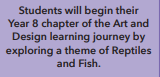 Students will begin their
Year 8 chapter of the Art and
Design learning journey by
exploring a theme of Reptiles
and Fish.